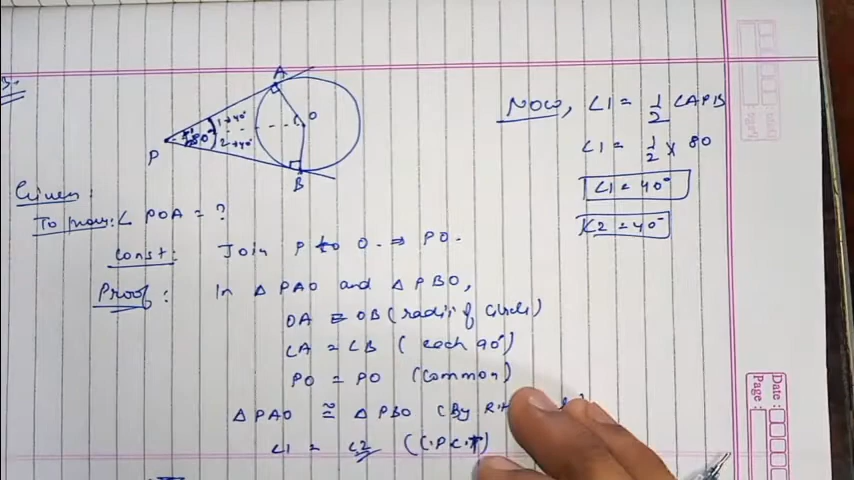 3.
A
1→40°
80°
2→40°
O
P
B
Given:
To prove: ∠ POA = ?
Const: Join P to O. ⇒ PO.
Proof: In △ PAO and △ PBO,
OA = OB (radii of circle)
∠A = ∠B (each 90°)
PO = PO (common)
△ PAO ≅ △ PBO (By R.H
∠1 = ∠2 (C.P.C.T)
Now, ∠1 = 1/2 ∠APB
∠1 = 1/2 x 80
∠1 = 40°
∠2 = 40°
Date:
Page: